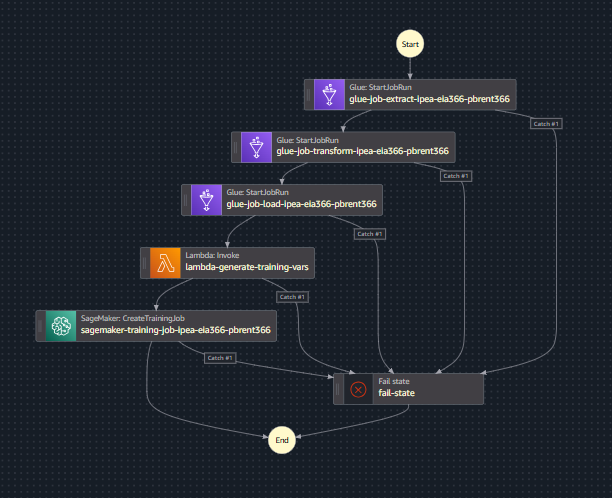 Start
Glue: StartJobRun
glue-job-extract-ipea-eia366-pbrent366
Catch #1
Glue: StartJobRun
glue-job-transform-ipea-eia366-pbrent366
Catch #1
Glue: StartJobRun
glue-job-load-ipea-eia366-pbrent366
Catch #1
Lambda: Invoke
lambda-generate-training-vars
Catch #1
SageMaker: CreateTrainingJob
sagemaker-training-job-ipea-eia366-pbrent366
Catch #1
Fail state
fail-state
End